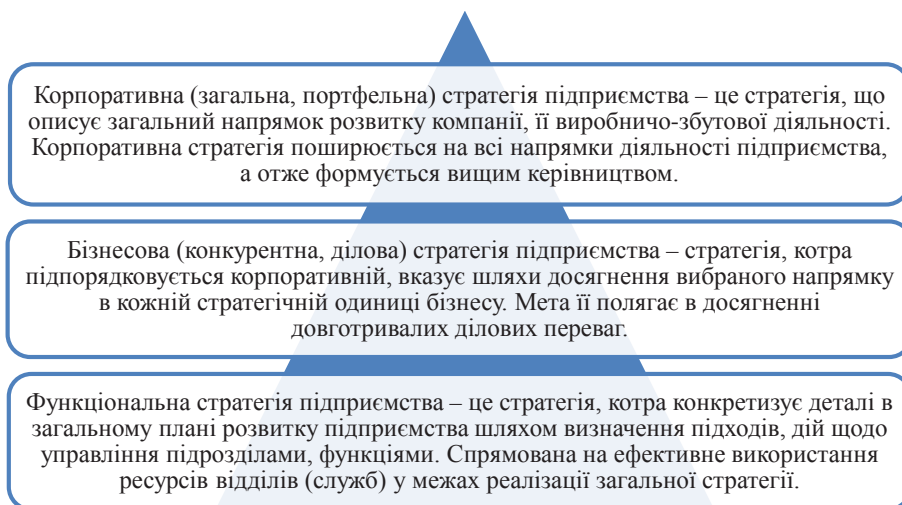 Корпоративна (загальна, портфельна) стратегія підприємства – це стратегія, що
описує загальний напрямок розвитку компанії, її виробничо-збутової діяльності.
Корпоративна стратегія поширюється на всі напрямки діяльності підприємства,
а отже формується вищим керівництвом.
Бізнесова (конкурентна, ділова) стратегія підприємства – стратегія, котра
підпорядковується корпоративній, вказує шляхи досягнення вибраного напрямку
в кожній стратегічній одиниці бізнесу. Мета її полягає в досягненні
довготривалих ділових переваг.
Функціональна стратегія підприємства – це стратегія, котра конкретизує деталі в
загальному плані розвитку підприємства шляхом визначення підходів, дій щодо
управління підрозділами, функціями. Спрямована на ефективне використання
ресурсів відділів (служб) у межах реалізації загальної стратегії.